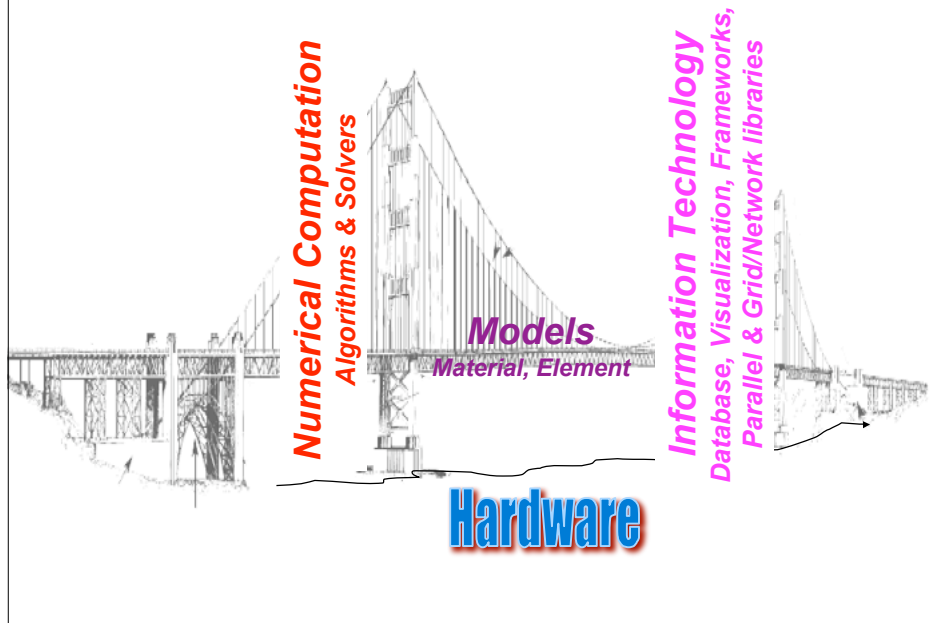 Numerical Computation
Algorithms & Solvers
Models
Material, Element
Information Technology
Database, Visualization, Frameworks,
Parallel & Grid/Network libraries
Hardware